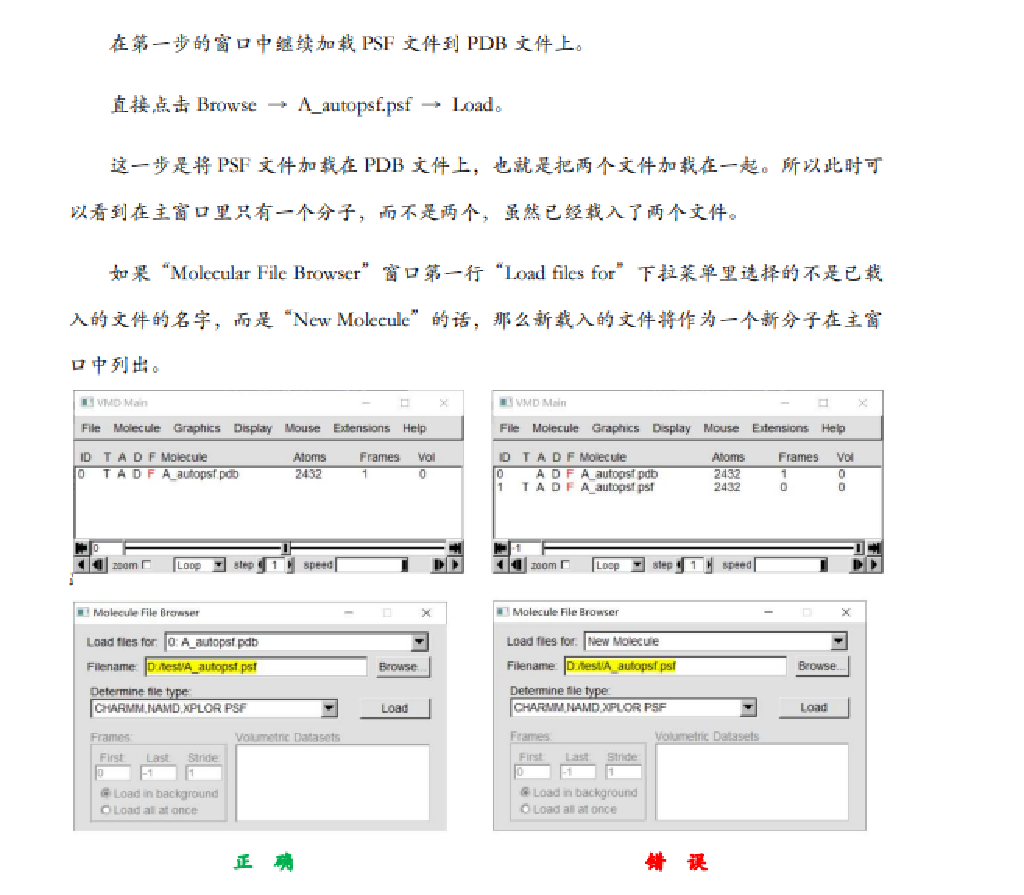 在第一步的窗口中继续加载 PSF 文件到 PDB 文件上。
直接点击 Browse → A_autopsf.psf → Load。
这一步是将 PSF 文件加载在 PDB 文件上，也就是把两个文件加载在一起。所以此时可
以看到在主窗口里只有一个分子，而不是两个，虽然已经载入了两个文件。
如果“Molecular File Browser”窗口第一行“Load files for”下拉菜单里选择的不是已载
入的文件的名字，而是“New Molecule”的话，那么新载入的文件将作为一个新分子在主窗
口中列出。
VMD Main
File Molecule Graphics Display Mouse Extensions Help
ID T A D F Molecule Atoms Frames Vol
0 T A D F A_autopsf.pdb 2432 1 0
0
zoom Loop step 1 speed
VMD Main
File Molecule Graphics Display Mouse Extensions Help
ID T A D F Molecule Atoms Frames Vol
0 A D F A_autopsf.pdb 2432 1 0
1 T A D F A_autopsf.psf 2432 0 0
-1
zoom Loop step 1 speed
Molecule File Browser
Load files for: 0: A_autopsf.pdb
Filename: D:/test/A_autopsf.psf Browse...
Determine file type:
CHARMM,NAMD,XPLOR PSF Load
Frames: Volumetric Datasets
First: Last: Stride:
0 -1 1
Load in background
Load all at once
Molecule File Browser
Load files for: New Molecule
Filename: D:/test/A_autopsf.psf Browse...
Determine file type:
CHARMM,NAMD,XPLOR PSF Load
Frames: Volumetric Datasets
First: Last: Stride:
0 -1 1
Load in background
Load all at once
正 确
错 误